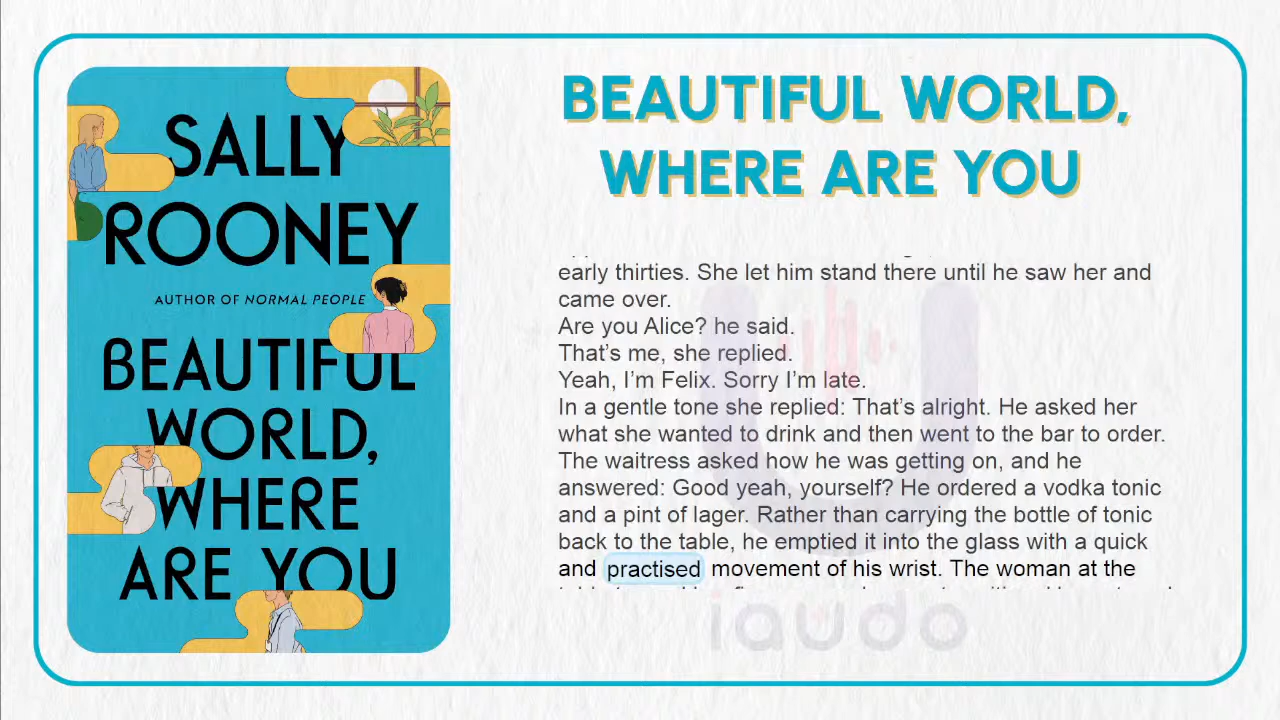 SALLY
ROONEY
AUTHOR OF NORMAL PEOPLE
BEAUTIFUL
WORLD,
WHERE
ARE YOU
BEAUTIFUL WORLD,
WHERE ARE YOU
early thirties. She let him stand there until he saw her and
came over.
Are you Alice? he said.
That’s me, she replied.
Yeah, I’m Felix. Sorry I’m late.
In a gentle tone she replied: That’s alright. He asked her
what she wanted to drink and then went to the bar to order.
The waitress asked how he was getting on, and he
answered: Good yeah, yourself? He ordered a vodka tonic
and a pint of lager. Rather than carrying the bottle of tonic
back to the table, he emptied it into the glass with a quick
and practised movement of his wrist. The woman at the
iaudo